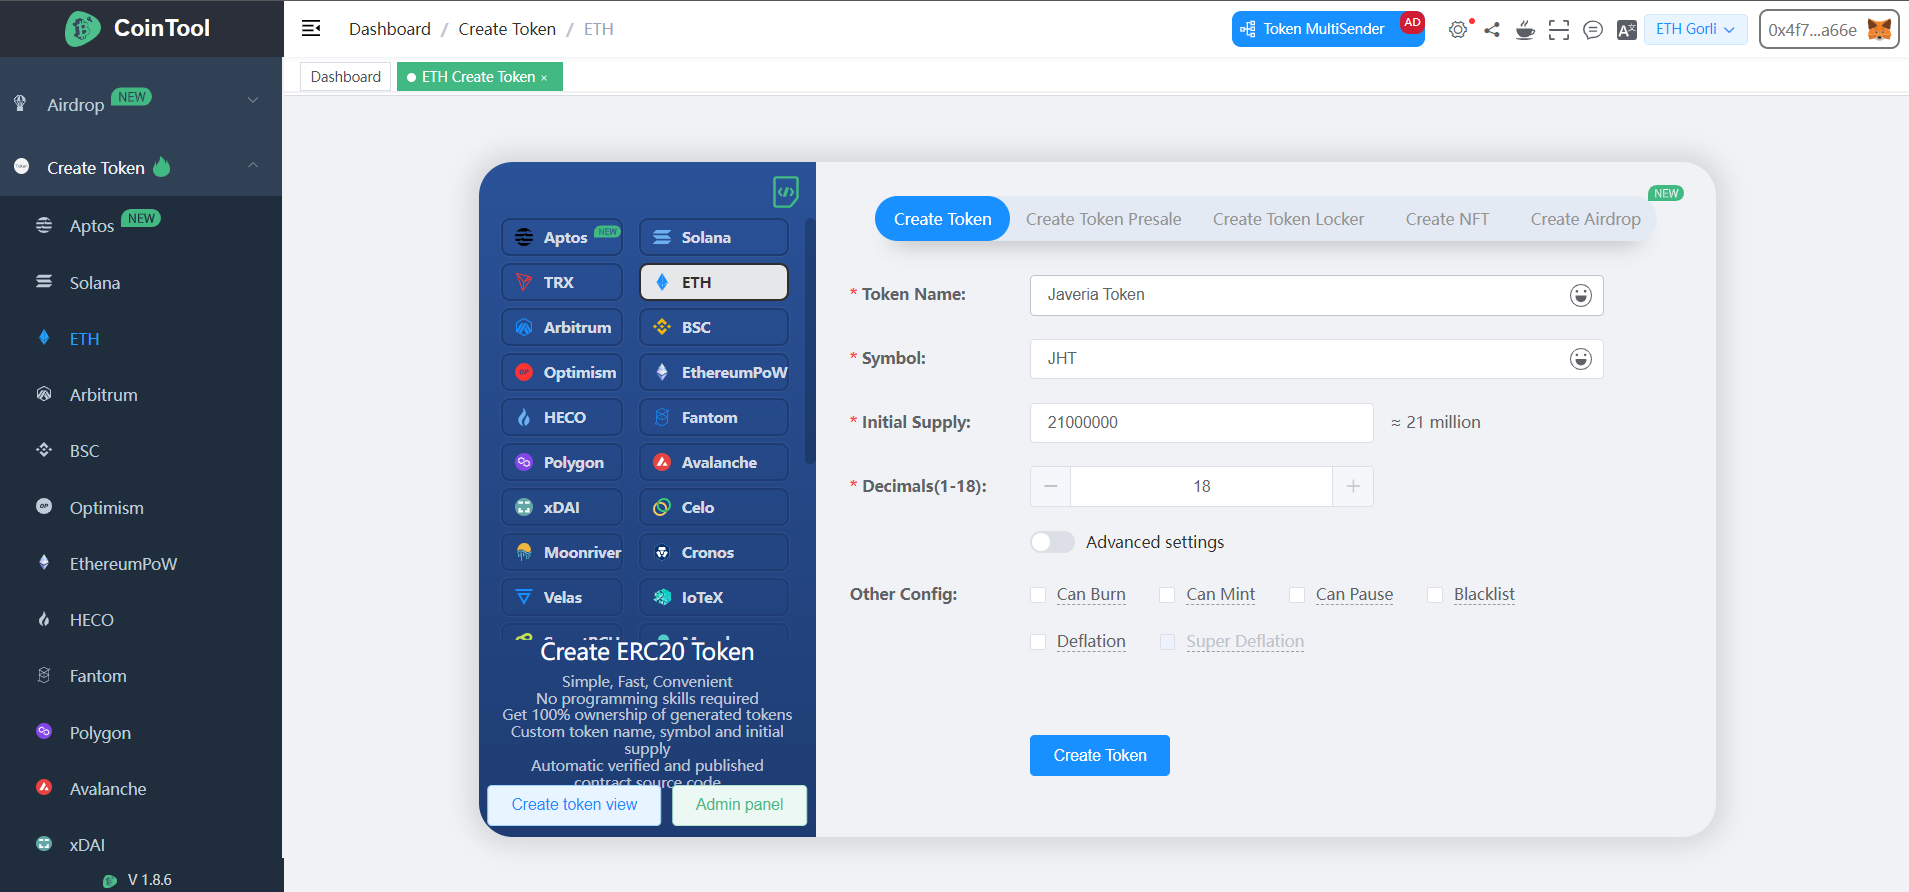 CoinTool
Dashboard / Create Token / ETH
Token MultiSender AD
ETH Gorli
0x4f7...a66e
Dashboard
ETH Create Token ×
Airdrop NEW
Create Token
Aptos NEW
Solana
ETH
Arbitrum
BSC
Optimism
EthereumPoW
HECO
Fantom
Polygon
Avalanche
xDAI
V 1.8.6
Aptos NEW Solana
TRX ETH
Arbitrum BSC
Optimism EthereumPoW
HECO Fantom
Polygon Avalanche
xDAI Celo
Moonriver Cronos
Velas IoTeX
Create ERC20 Token
Simple, Fast, Convenient
No programming skills required
Get 100% ownership of generated tokens
Custom token name, symbol and initial
supply
Automatic verified and published
contract source code
Create token view Admin panel
NEW
Create Token Create Token Presale Create Token Locker Create NFT Create Airdrop
* Token Name: Javeria Token
* Symbol: JHT
* Initial Supply: 21000000 ≈ 21 million
* Decimals(1-18): − 18 +
Advanced settings
Other Config: Can Burn Can Mint Can Pause Blacklist
Deflation Super Deflation
Create Token